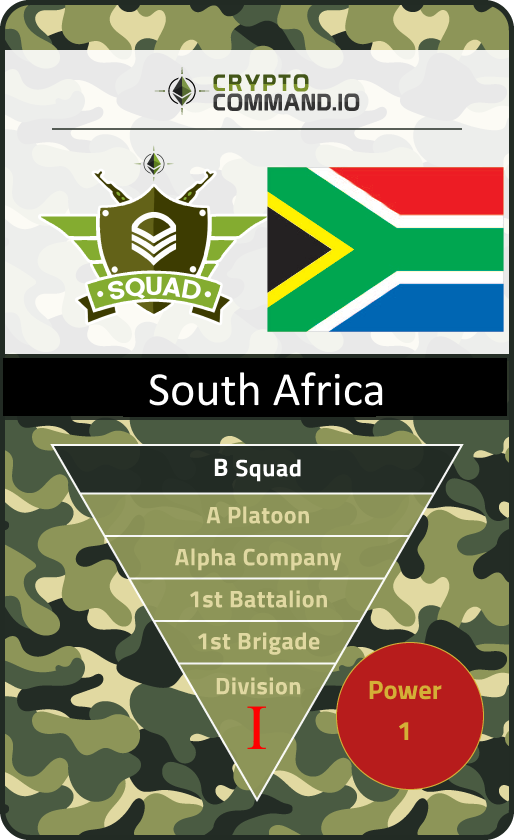 CRYPTO
COMMAND.IO
SQUAD
South Africa
B Squad
A Platoon
Alpha Company
1st Battalion
1st Brigade
Division
I
Power
1